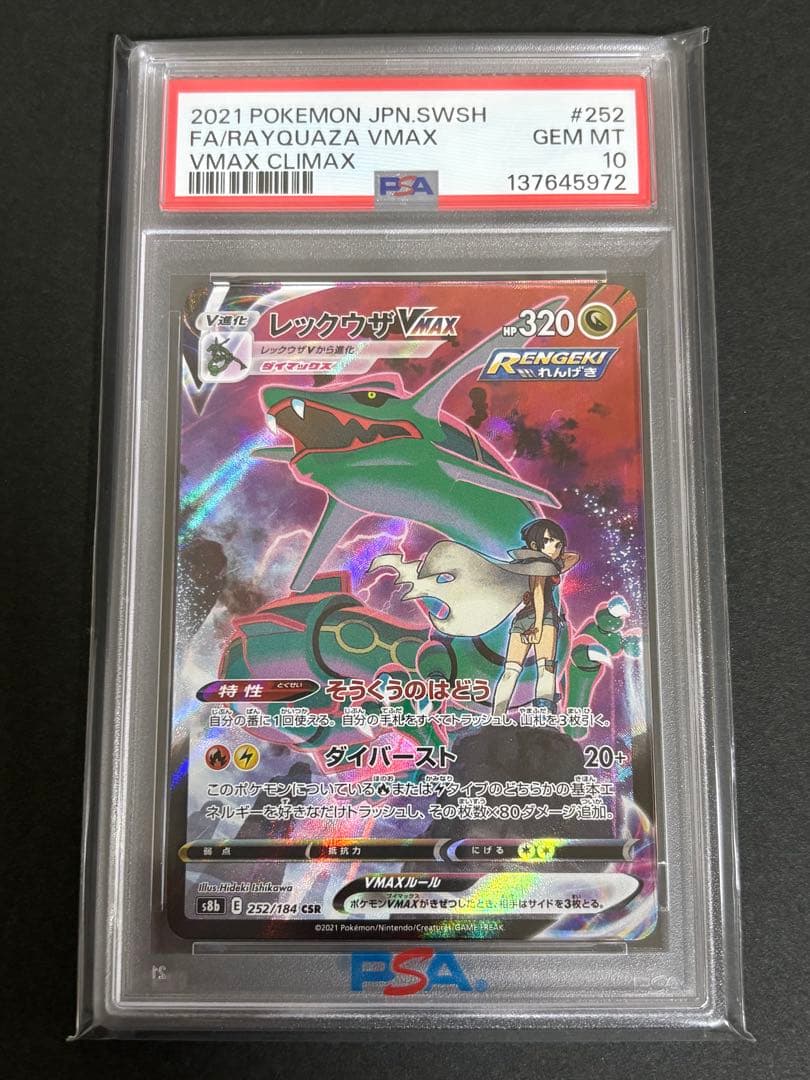 2021 POKEMON JPN.SWSH #252
FA/RAYQUAZA VMAX GEM MT
VMAX CLIMAX 10
PSA 137645972
V進化 レックウザVMAX HP320
レックウザVから進化
ダイマックス
RENGEKI
れんげき
特性 とくせい そうくうのはどう
自分の番に1回使える。自分の手札をすべてトラッシュし、山札を3枚引く。
ダイバースト 20+
このポケモンについている または タイプのどちらかの基本エ
ネルギーを好きなだけトラッシュし、その枚数×80ダメージ追加。
弱点 抵抗力 にげる
Illus. Hideki Ishikawa
VMAXルール
s8b E 252/184 CSR
ポケモンVMAXがきぜつしたとき、相手はサイドを3枚とる。
©2021 Pokémon/Nintendo/Creatures/GAME FREAK.
PSA